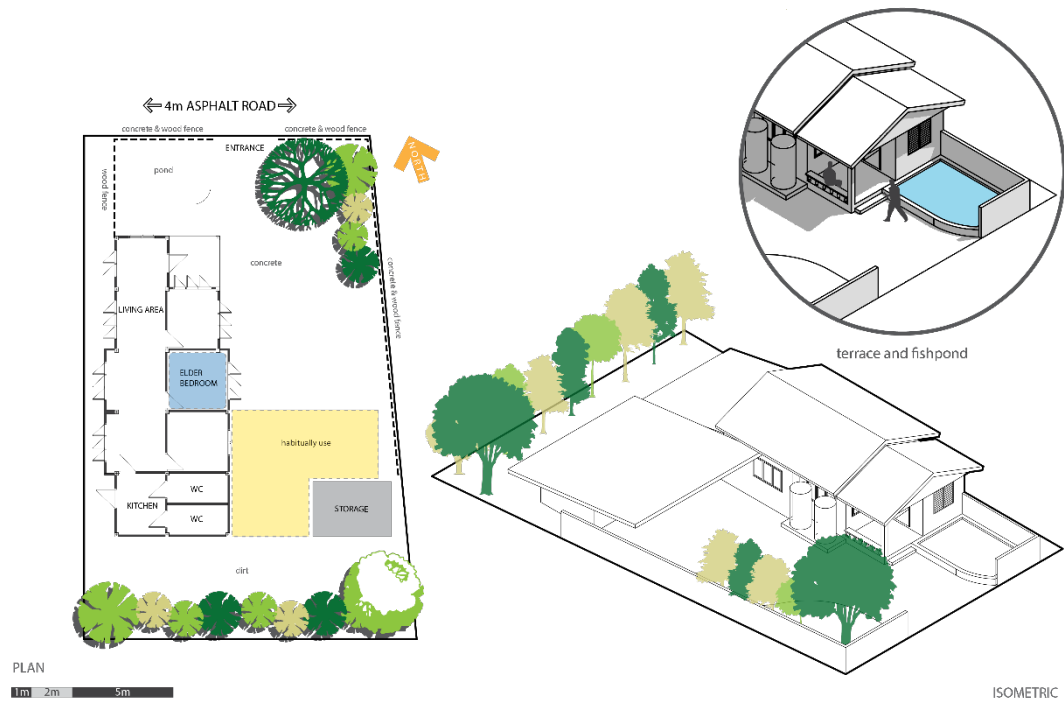 4m ASPHALT ROAD
concrete & wood fence
concrete & wood fence
ENTRANCE
NORTH
pond
wood fence
concrete
concrete & wood fence
LIVING AREA
ELDER
BEDROOM
habitually use
WC
KITCHEN
WC
STORAGE
dirt
PLAN
1m 2m 5m
terrace and fishpond
ISOMETRIC